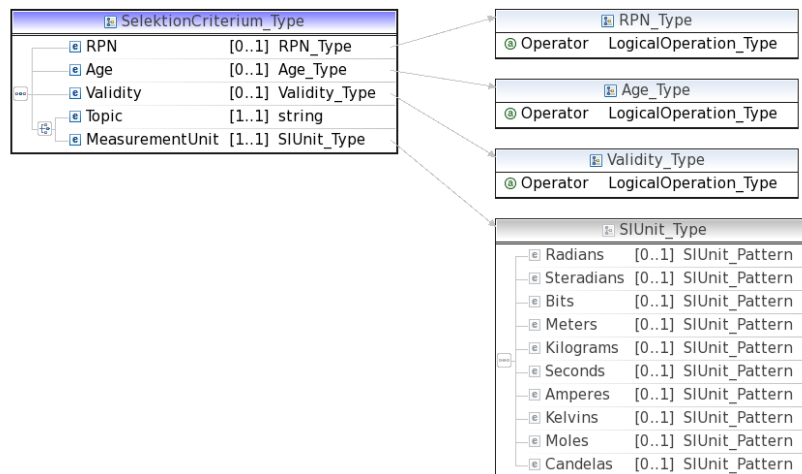 SelektionCriterium_Type
RPN [0..1] RPN_Type
Age [0..1] Age_Type
Validity [0..1] Validity_Type
Topic [1..1] string
MeasurementUnit [1..1] SIUnit_Type
RPN_Type
Operator LogicalOperation_Type
Age_Type
Operator LogicalOperation_Type
Validity_Type
Operator LogicalOperation_Type
SIUnit_Type
Radians [0..1] SIUnit_Pattern
Steradians [0..1] SIUnit_Pattern
Bits [0..1] SIUnit_Pattern
Meters [0..1] SIUnit_Pattern
Kilograms [0..1] SIUnit_Pattern
Seconds [0..1] SIUnit_Pattern
Amperes [0..1] SIUnit_Pattern
Kelvins [0..1] SIUnit_Pattern
Moles [0..1] SIUnit_Pattern
Candelas [0..1] SIUnit_Pattern